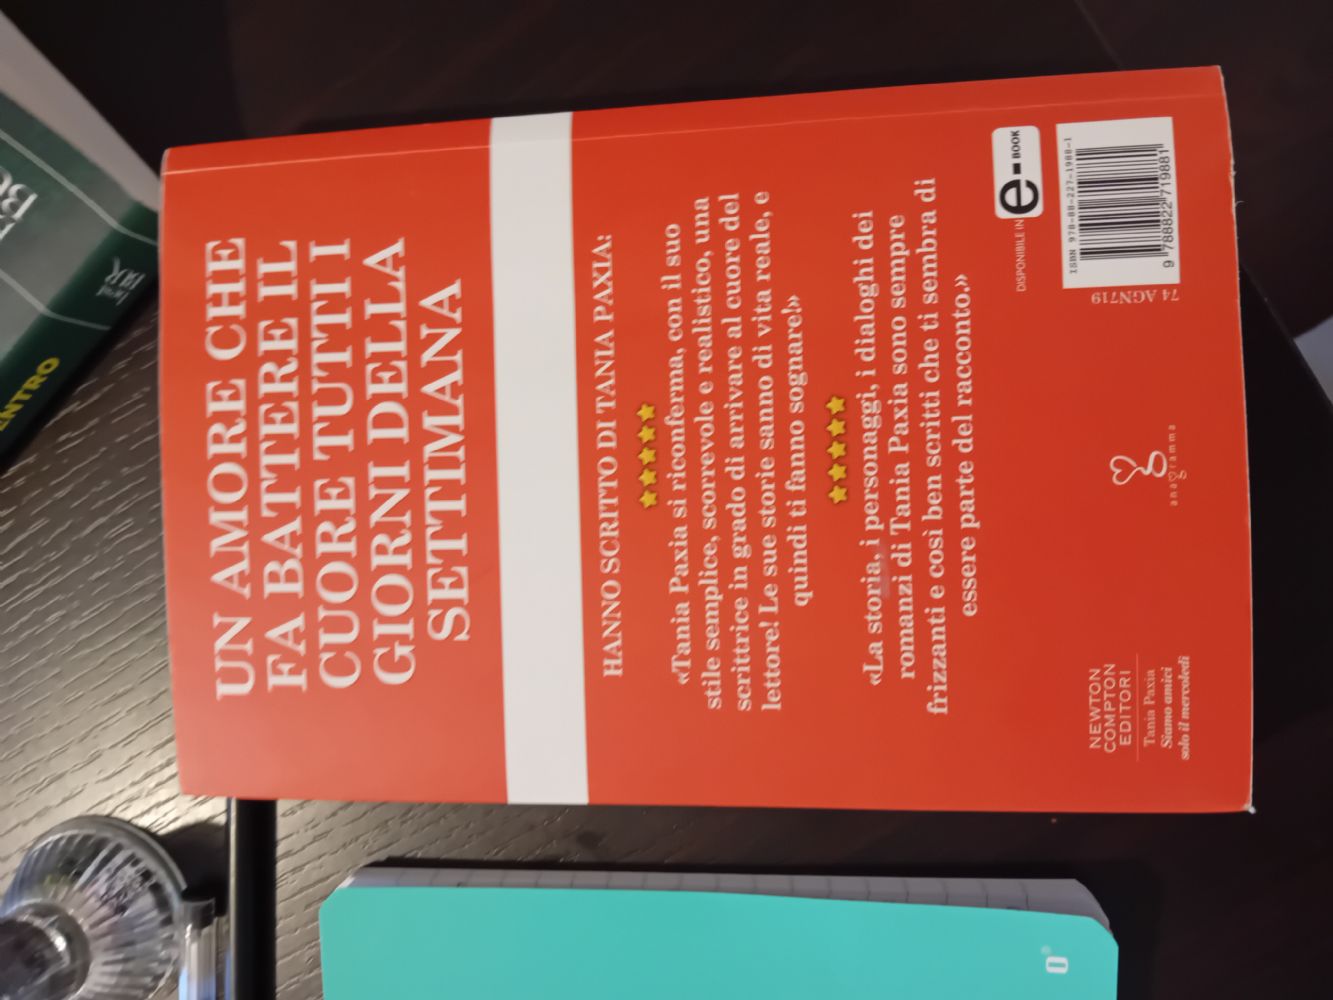 UN AMORE CHE
FA BATTERE IL
CUORE TUTTI I
GIORNI DELLA
SETTIMANA
HANNO SCRITTO DI TANIA PAXIA:
«Tania Paxia si riconferma, con il suo
stile semplice, scorrevole e realistico, una
scrittrice in grado di arrivare al cuore del
lettore! Le sue storie sanno di vita reale, e
quindi ti fanno sognare!»
«La storia, i personaggi, i dialoghi dei
romanzi di Tania Paxia sono sempre
frizzanti e così ben scritti che ti sembra di
essere parte del racconto.»
DISPONIBILE IN e-BOOK
NEWTON
COMPTON
EDITORI
Tania Paxia
Siamo amici
solo il mercoledì
anagramma
74 AGN719
ISBN 978-88-227-1988-1
9 788822 719881
ENTRO
BUR
0°